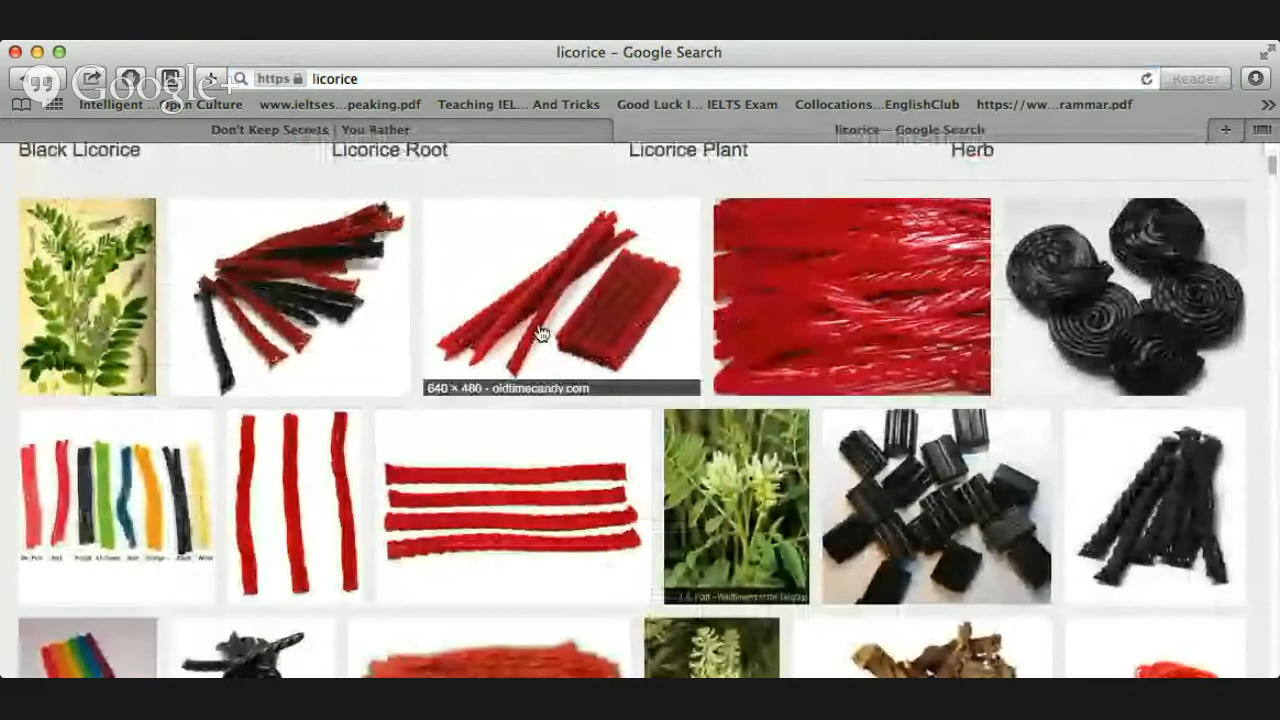 licorice – Google Search
Google+
https licorice
Reader
Intelligent ...Open Culture
www.ieltses...peaking.pdf
Teaching IEL... And Tricks
Good Luck I... IELTS Exam
Collocations...EnglishClub
https://ww...rammar.pdf
Don't Keep Secrets | You Rather
licorice – Google Search
Black Licorice
Licorice Root
Licorice Plant
Herb
640 × 480 - oldtimecandy.com